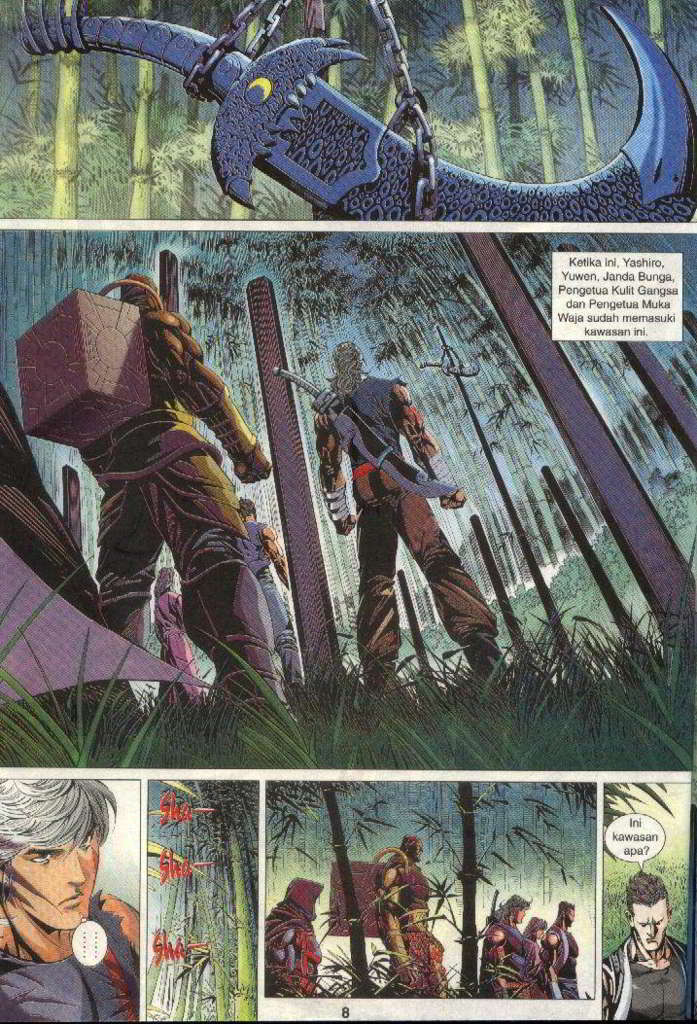 Ketika ini, Yashiro,
Yuwen, Janda Bunga,
Pengetua Kulit Gangsa
dan Pengetua Muka
Waja sudah memasuki
kawasan ini.
Sha
Sha
Sha
Ini
kawasan
apa?
8